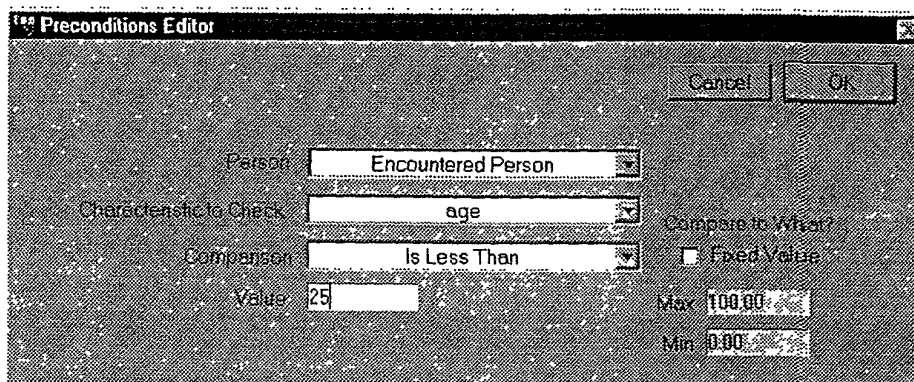 Preconditions Editor
Cancel OK
Person Encountered Person
Characteristic to Check age
Comparison Is Less Than
Value 25
Compare to What?
Fixed Value
Max 100.00
Min 0.00